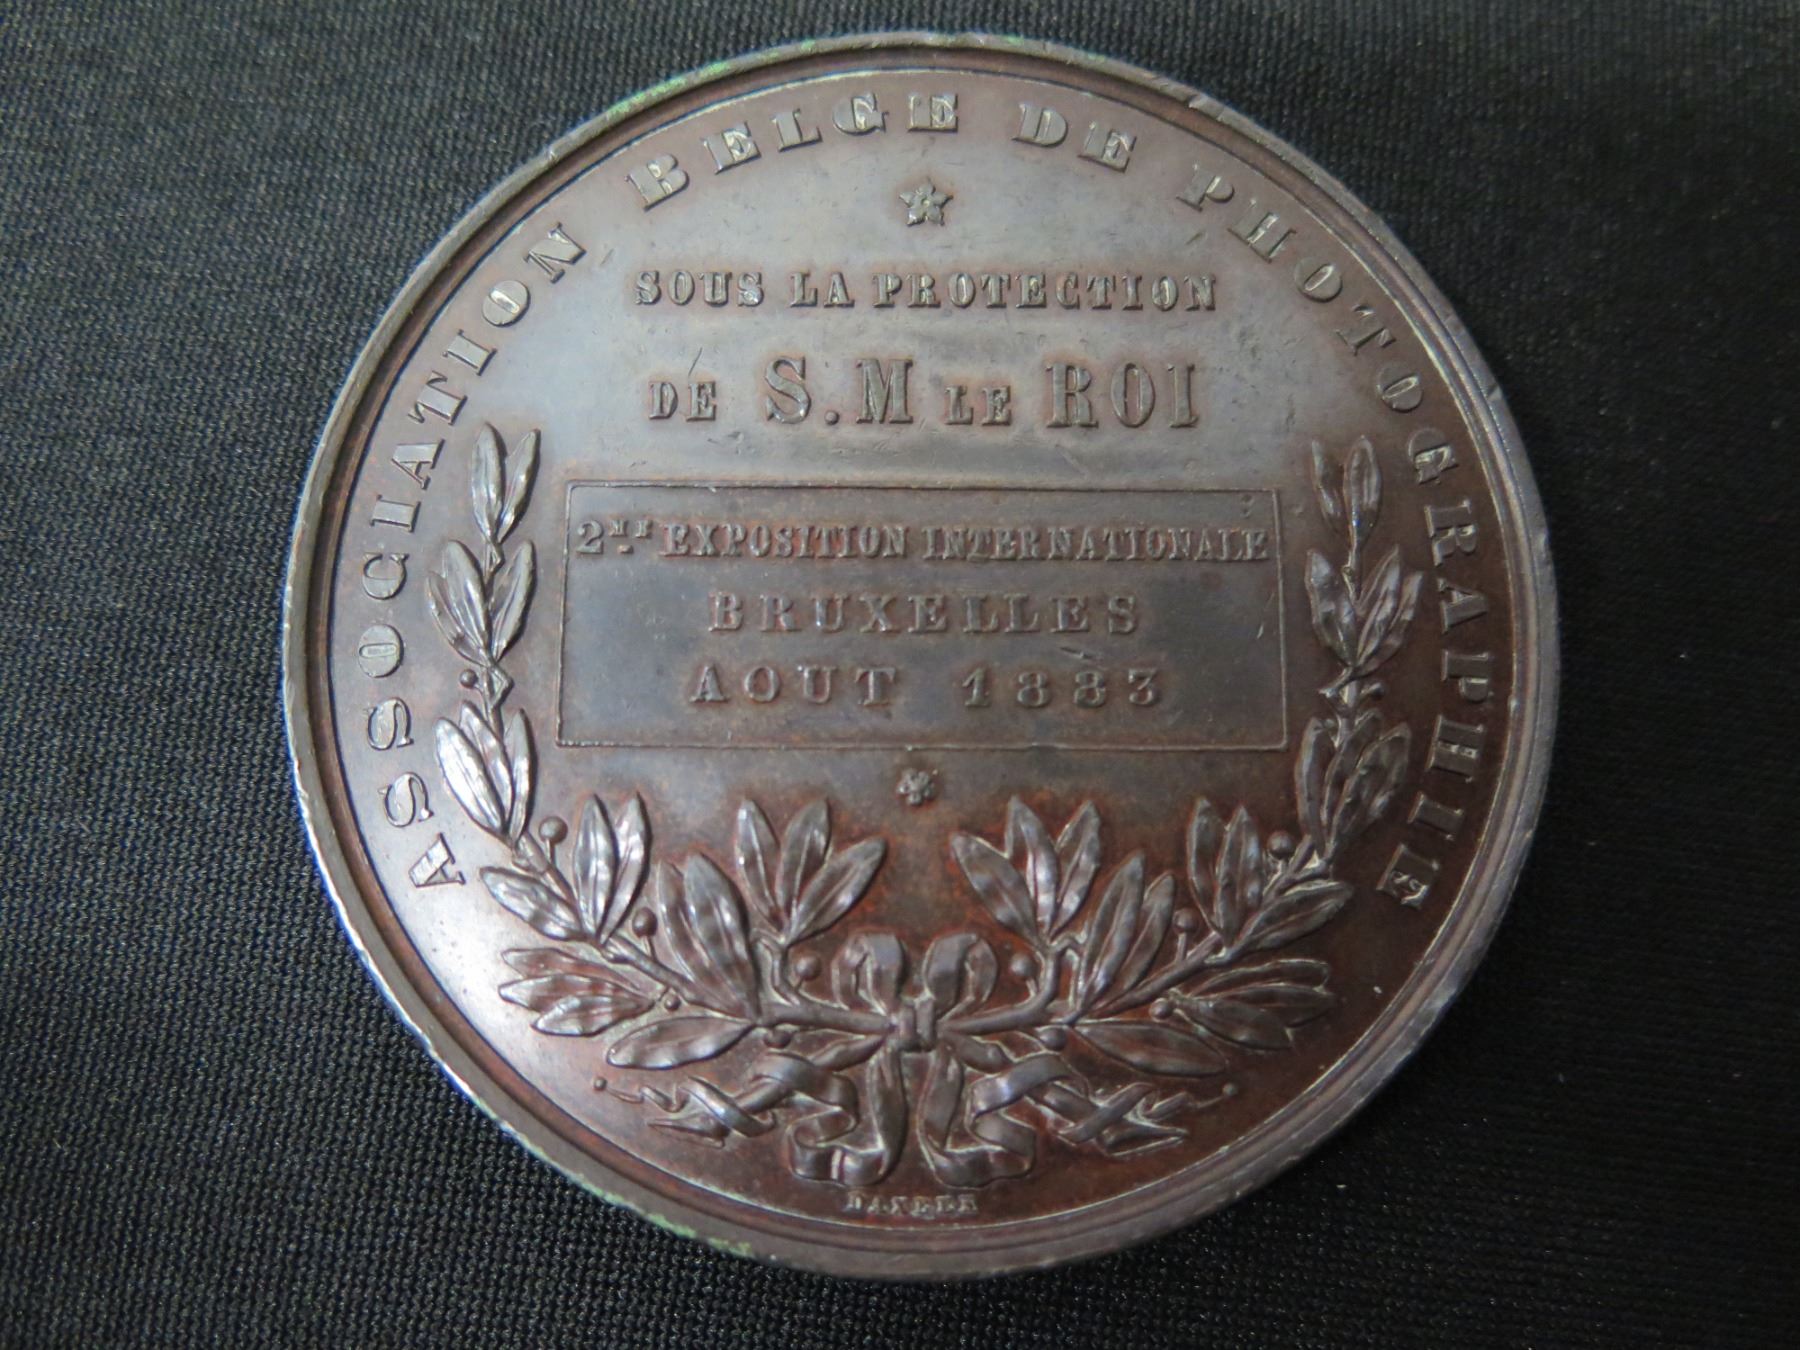 ASSOCIATION BELGE DE PHOTOGRAPHIE
SOUS LA PROTECTION
DE S.M LE ROI
2ME EXPOSITION INTERNATIONALE
BRUXELLES
AOUT 1883